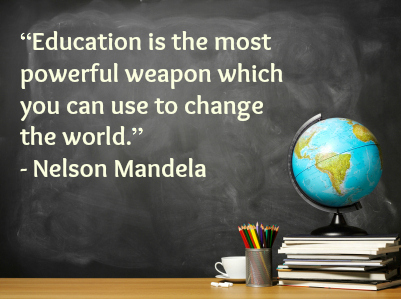 “Education is the most
powerful weapon which
you can use to change
the world.”
- Nelson Mandela